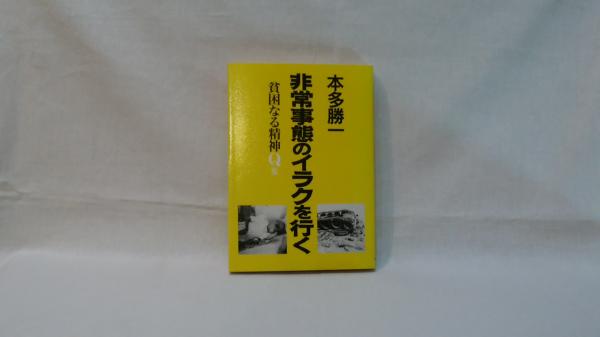 本多勝一
非常事態のイラクを行く
貧困なる精神Q集